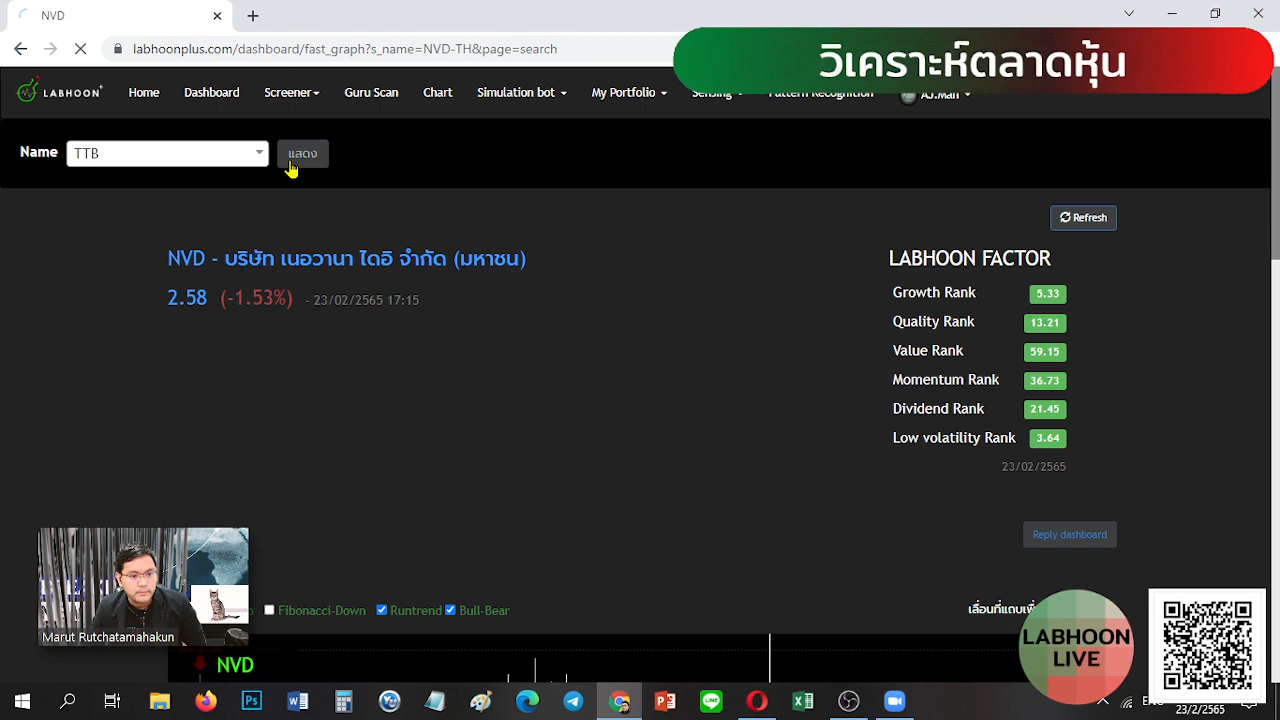 NVD
labhoonplus.com/dashboard/fast_graph?s_name=NVD-TH&page=search
วิเคราะห์ตลาดหุ้น
LABHOON+
Home
Dashboard
Screener
Guru Scan
Chart
Simulation bot
My Portfolio
Sensing
Pattern Recognition
AJ.Man
Name
TTB
แสดง
Refresh
NVD - บริษัท เนอวานา ไดอิ จำกัด (มหาชน)
2.58 (-1.53%) - 23/02/2565 17:15
LABHOON FACTOR
Growth Rank 5.33
Quality Rank 13.21
Value Rank 59.15
Momentum Rank 36.73
Dividend Rank 21.45
Low volatility Rank 3.64
23/02/2565
Reply dashboard
Fibonacci-Down
Runtrend
Bull-Bear
Marut Rutchatamahakun
NVD
LABHOON
LIVE
23/2/2565